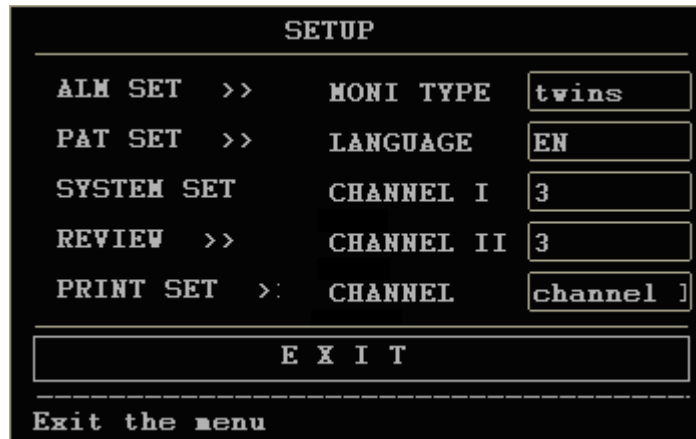 SETUP
ALM SET >> MONI TYPE twins
PAT SET >> LANGUAGE EN
SYSTEM SET CHANNEL I 3
REVIEW >> CHANNEL II 3
PRINT SET > CHANNEL channel
E X I T
Exit the menu